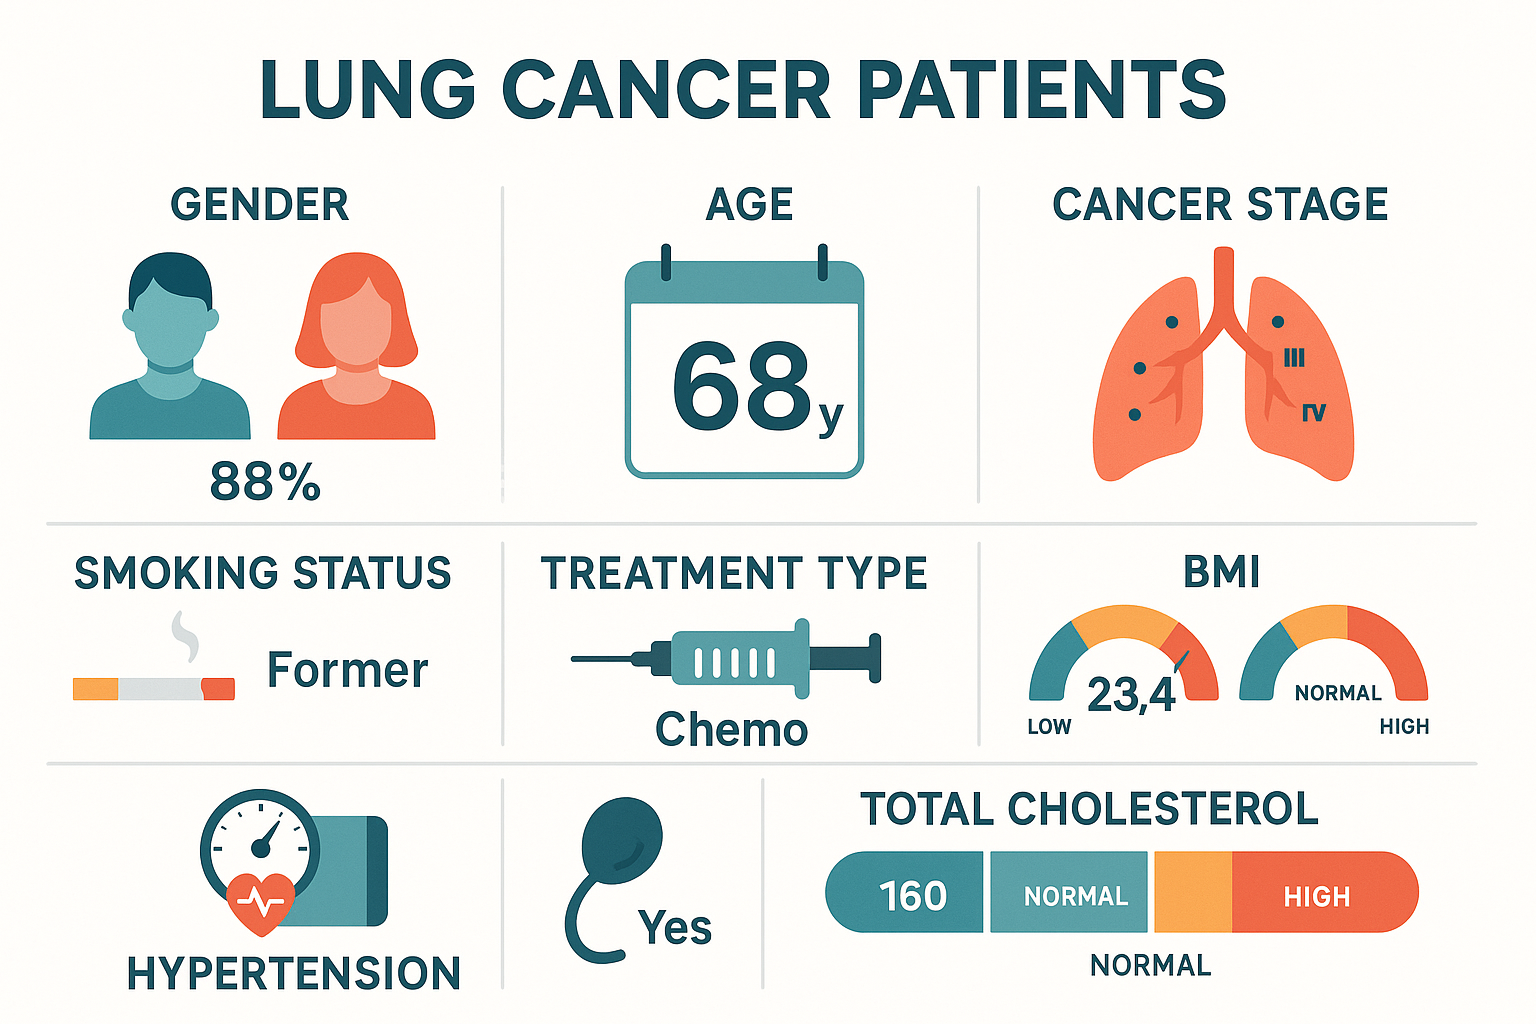 LUNG CANCER PATIENTS
GENDER
88%
AGE
68y
CANCER STAGE
III
IV
SMOKING STATUS
Former
TREATMENT TYPE
Chemo
BMI
23,4
LOW
NORMAL
HIGH
HYPERTENSION
Yes
TOTAL CHOLESTEROL
160
NORMAL
HIGH
NORMAL